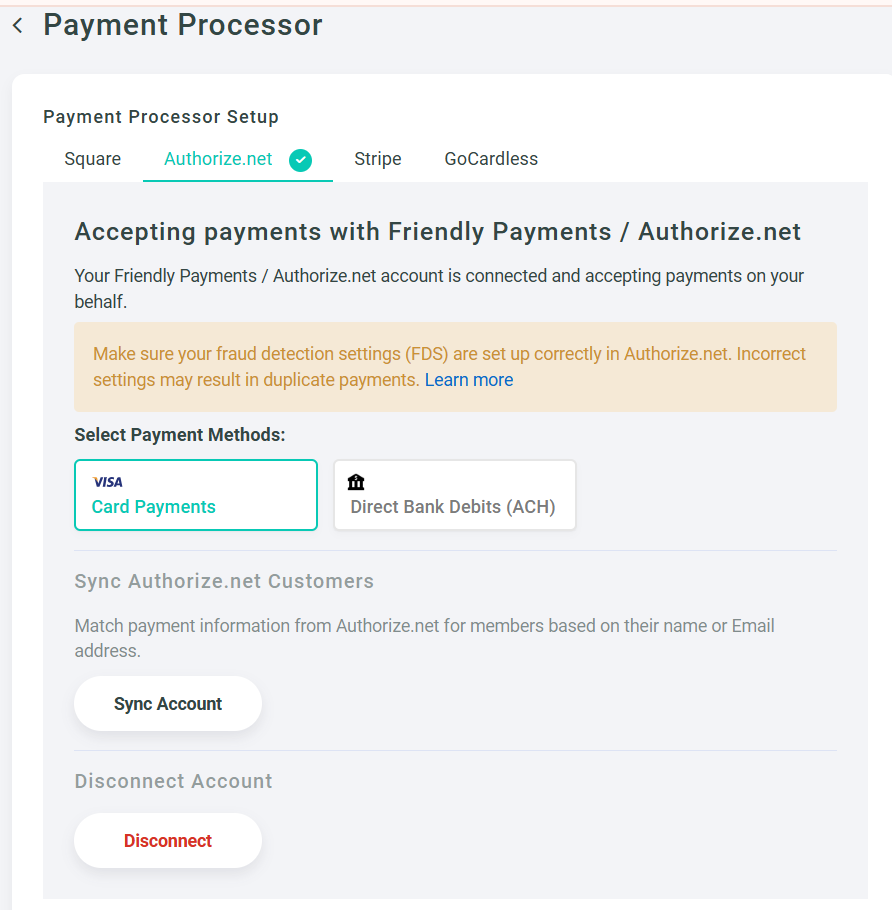 Payment Processor
Payment Processor Setup
Square Authorize.net Stripe GoCardless
Accepting payments with Friendly Payments / Authorize.net
Your Friendly Payments / Authorize.net account is connected and accepting payments on your
behalf.
Make sure your fraud detection settings (FDS) are set up correctly in Authorize.net. Incorrect
settings may result in duplicate payments. Learn more
Select Payment Methods:
VISA
Card Payments
Direct Bank Debits (ACH)
Sync Authorize.net Customers
Match payment information from Authorize.net for members based on their name or Email
address.
Sync Account
Disconnect Account
Disconnect